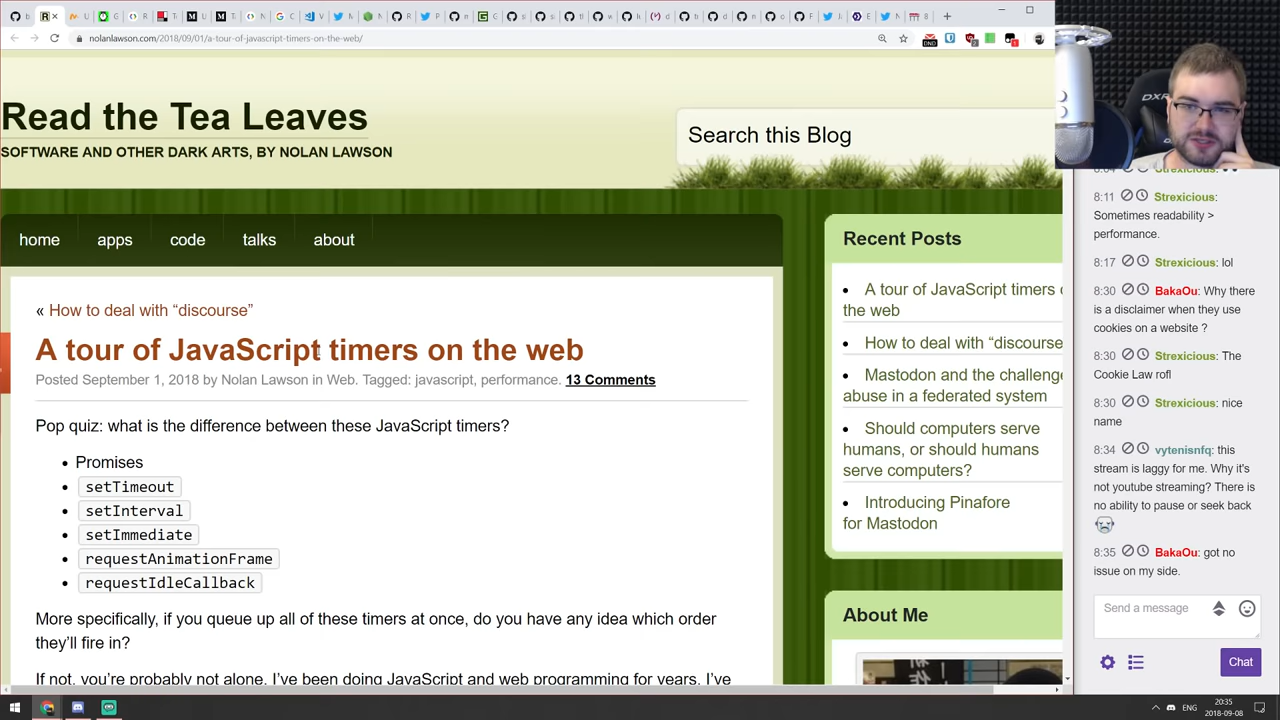 nolanlawson.com/2018/09/01/a-tour-of-javascript-timers-on-the-web/
Read the Tea Leaves
SOFTWARE AND OTHER DARK ARTS, BY NOLAN LAWSON
Search this Blog
home
apps
code
talks
about
« How to deal with “discourse”
A tour of JavaScript timers on the web
Posted September 1, 2018 by Nolan Lawson in Web. Tagged: javascript, performance. 13 Comments
Pop quiz: what is the difference between these JavaScript timers?
• Promises
• setTimeout
• setInterval
• setImmediate
• requestAnimationFrame
• requestIdleCallback
More specifically, if you queue up all of these timers at once, do you have any idea which order
they’ll fire in?
If not, you’re probably not alone. I’ve been doing JavaScript and web programming for years, I’ve
Recent Posts
• A tour of JavaScript timers
the web
• How to deal with “discourse
• Mastodon and the challenge
abuse in a federated system
• Should computers serve
humans, or should humans
serve computers?
• Introducing Pinafore
for Mastodon
About Me
DXR
8:04 Strexicious:
8:11 Strexicious:
Sometimes readability >
performance.
8:17 Strexicious: lol
8:30 BakaOu: Why there
is a disclaimer when they use
cookies on a website ?
8:30 Strexicious: The
Cookie Law rofl
8:30 Strexicious: nice
name
8:34 vytenisnfq: this
stream is laggy for me. Why it's
not youtube streaming? There is
no ability to pause or seek back
8:35 BakaOu: got no
issue on my side.
Send a message
Chat
ENG
20:35
2018-09-08